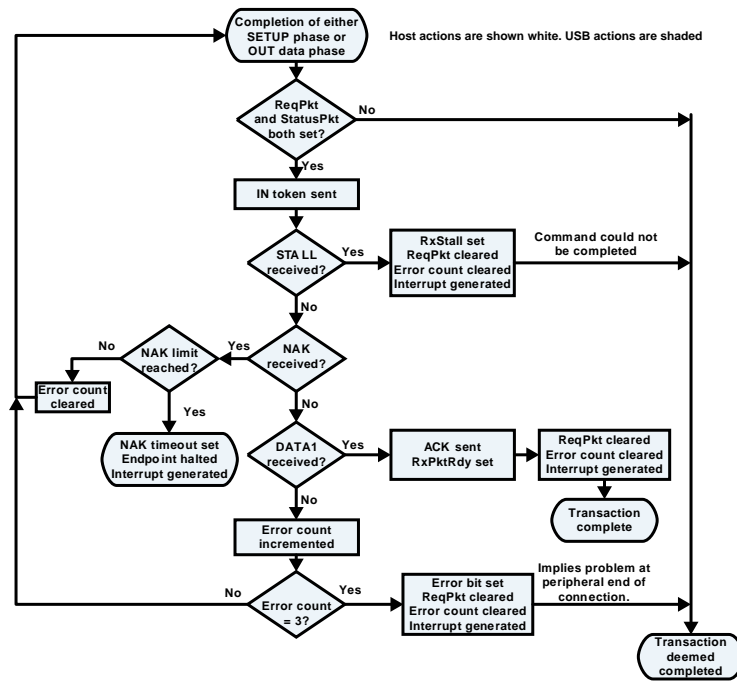 Completion of either
SETUP phase or
OUT data phase
Host actions are shown white. USB actions are shaded
ReqPkt
and StatusPkt
both set?
No
Yes
IN token sent
STALL
received?
Yes
RxStall set
ReqPkt cleared
Error count cleared
Interrupt generated
Command could not
be completed
No
NAK
received?
Yes
NAK limit
reached?
No
Error count
cleared
Yes
NAK timeout set
Endpoint halted
Interrupt generated
No
DATA1
received?
Yes
ACK sent
RxPktRdy set
ReqPkt cleared
Error count cleared
Interrupt generated
Transaction
complete
No
Error count
incremented
Error count
= 3?
No
Yes
Error bit set
ReqPkt cleared
Error count cleared
Interrupt generated
Implies problem at
peripheral end of
connection.
Transaction
deemed
completed